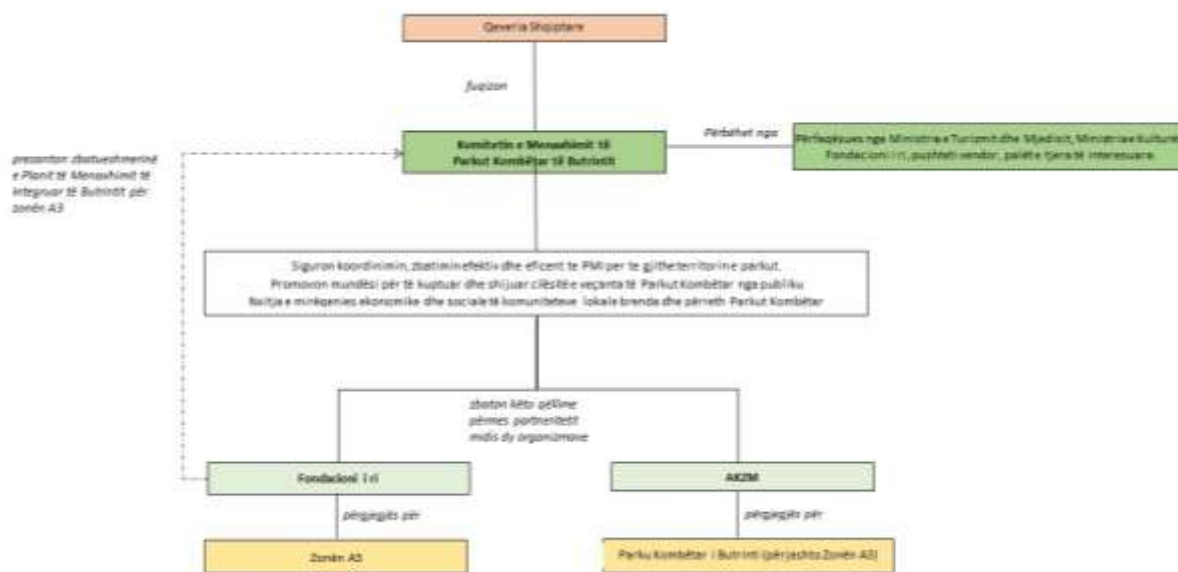 Qeveria Shqiptare
fuqizon
Komitetin e Menaxhimit të
Parkut Kombëtar të Butrintit
Përbëhet nga
Përfaqësues nga Ministria e Turizmit dhe Mjedisit, Ministria e Kulturës
Fondacioni i ri, pushteti vendor, palët e tjera të interesuara.
prezanton zbatueshmërinë
e Planit të Menaxhimit të
Integruar të Butrintit për
zonën A3
Siguron koordinimin, zbatimin efektiv dhe eficent te PMI per te gjithe territorin e parkut.
Promovon mundësi për të kuptuar dhe shijuar cilësitë e veçanta të Parkut Kombëtar nga publiku
Nxitja e mirëqenies ekonomike dhe sociale të komuniteteve lokale brenda dhe përreth Parkut Kombëtar
zbaton këto qëllime
përmes partneritetit
midis dy organizmave
Fondacioni i ri
AKZM
përgjegjës për
përgjegjës për
Zonën A3
Parku Kombëtar i Butrinti (përjashto Zonën A3)